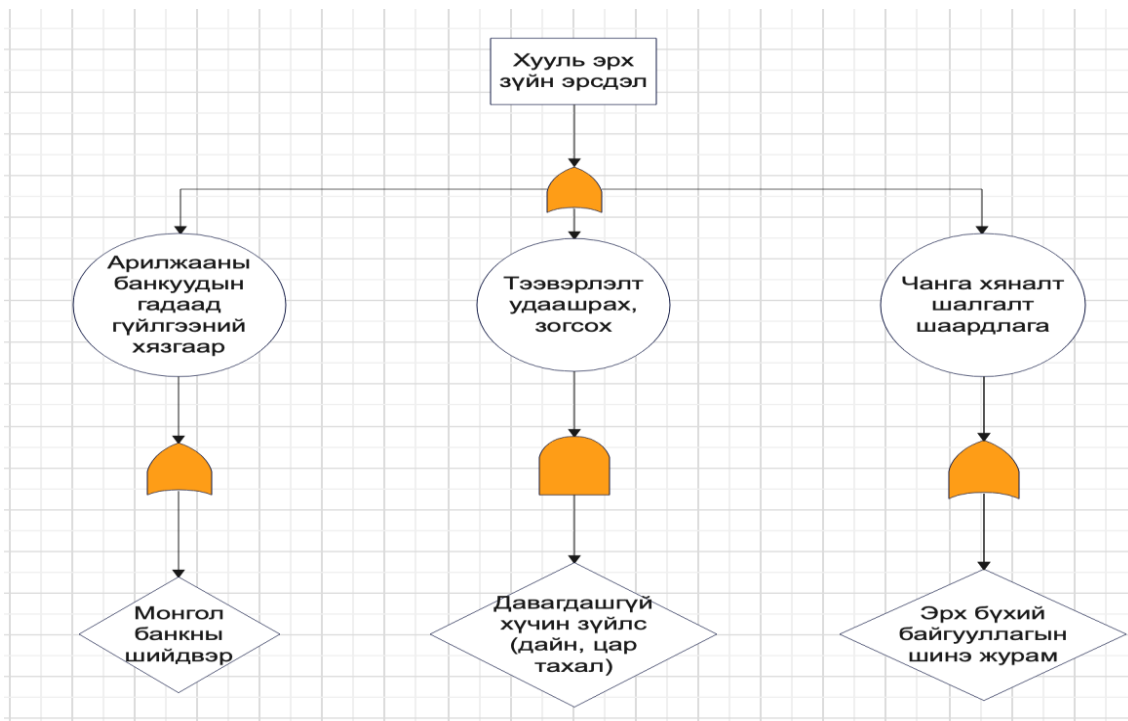 Хууль эрх
зүйн эрсдэл
Арилжааны
банкуудын
гадаад
гүйлгээний
хязгаар
Тээвэрлэлт
удаашрах,
зогсох
Чанга хяналт
шалгалт
шаардлага
Монгол
банкны
шийдвэр
Давагдашгүй
хүчин зүйлс
(дайн, цар
тахал)
Эрх бүхий
байгууллагын
шинэ журам